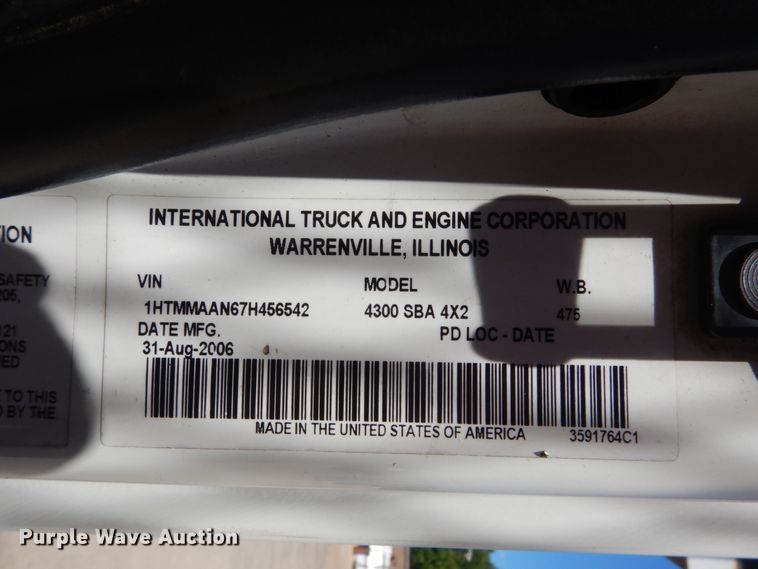 INTERNATIONAL TRUCK AND ENGINE CORPORATION
WARRENVILLE, ILLINOIS
VIN MODEL W.B.
1HTMMAAN67H456542 4300 SBA 4X2 475
DATE MFG. PD LOC - DATE
31-Aug-2006
MADE IN THE UNITED STATES OF AMERICA 3591764C1
ION
SAFETY
205,
121
ONS
ED
E TO THIS
D BY THE
Purple Wave Auction